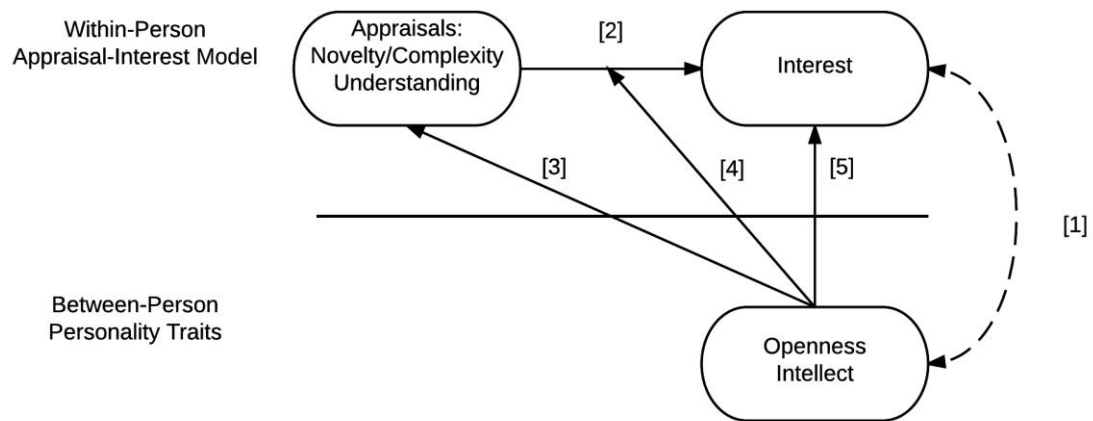 Within-Person
Appraisal-Interest Model
Appraisals:
Novelty/Complexity
Understanding
[2]
Interest
[3]
[4]
[5]
[1]
Between-Person
Personality Traits
Openness
Intellect